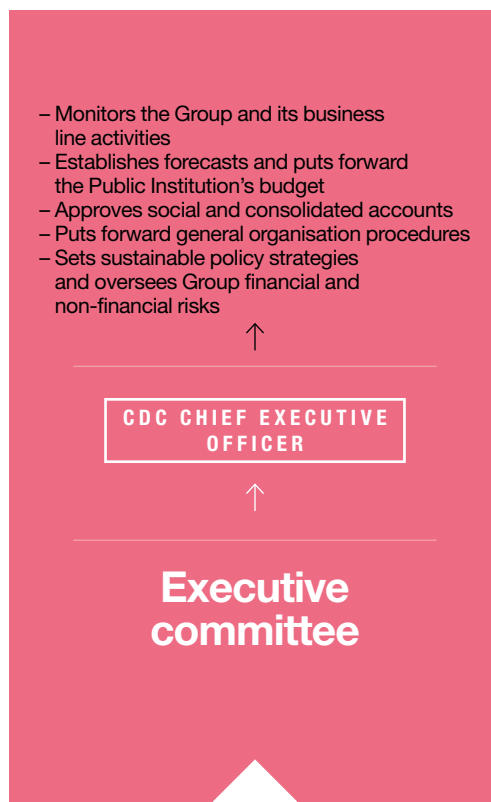 – Monitors the Group and its business
line activities
– Establishes forecasts and puts forward
the Public Institution's budget
– Approves social and consolidated accounts
– Puts forward general organisation procedures
– Sets sustainable policy strategies
and oversees Group financial and
non-financial risks
CDC CHIEF EXECUTIVE
OFFICER
Executive
committee